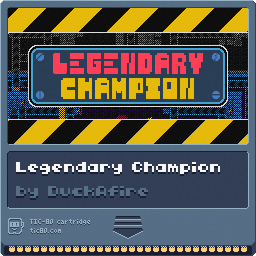 LEGENDARY
CHAMPION
Legendary Champion
by DuckAfire
TIC-80 cartridge
tic80.com